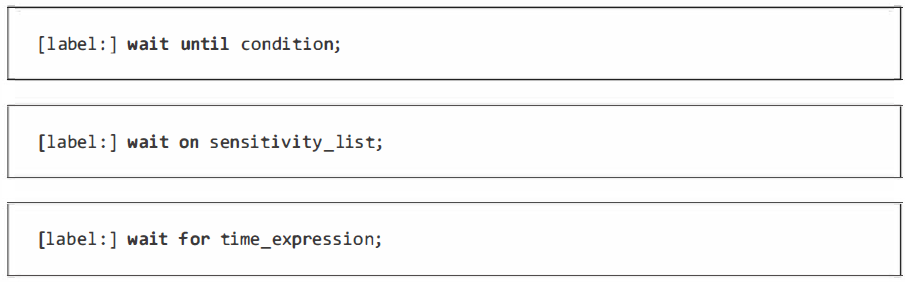 [label:] wait until condition;
[label:] wait on sensitivity_list;
[label:] wait for time_expression;